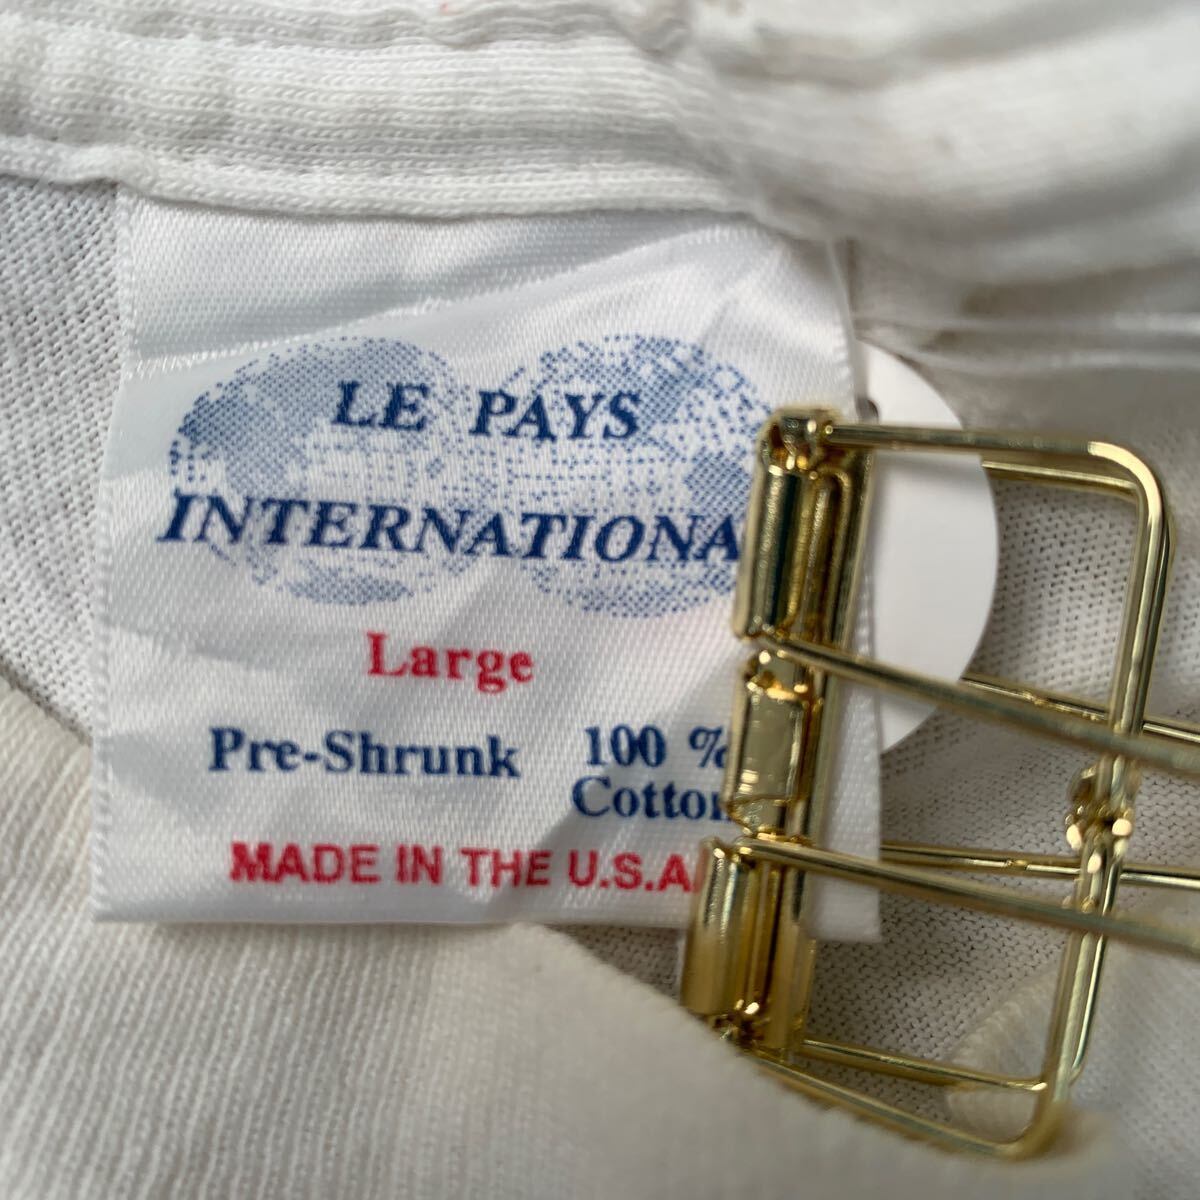 LE PAYS
INTERNATIONA
Large
Pre-Shrunk 100 %
Cotton
MADE IN THE U.S.A